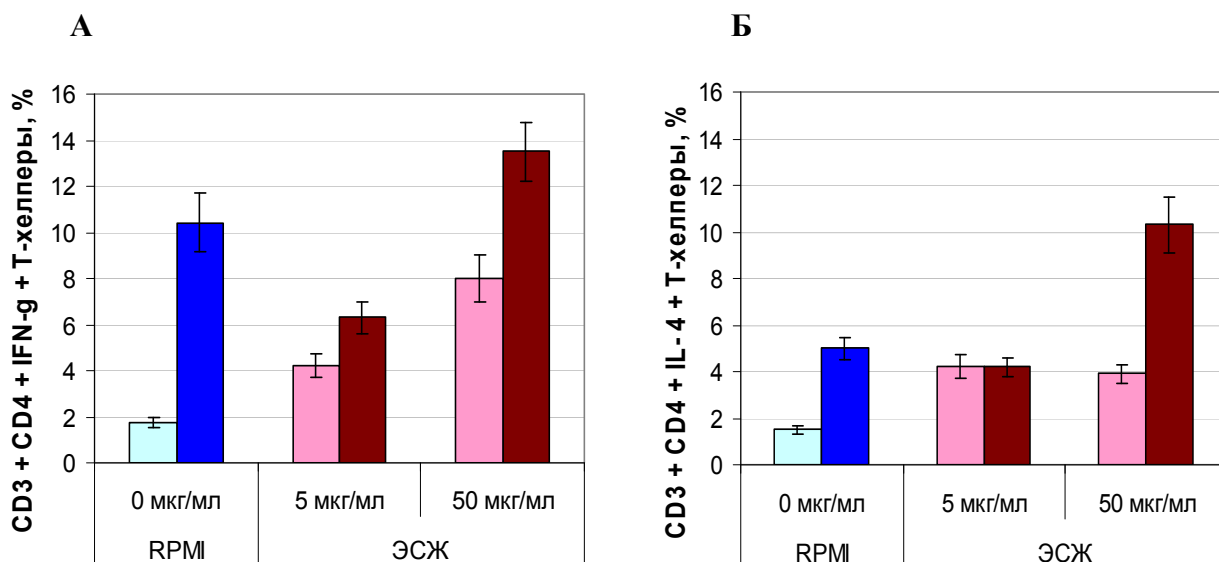 А
CD3 + CD4 + IFN-g + Т-хелперы, %
16
14
12
10
8
6
4
2
0
0 мкг/мл
5 мкг/мл
50 мкг/мл
RPMI
ЭСЖ
Б
CD3 + CD4 + IL- 4 + Т-хелперы, %
16
14
12
10
8
6
4
2
0
0 мкг/мл
5 мкг/мл
50 мкг/мл
RPMI
ЭСЖ